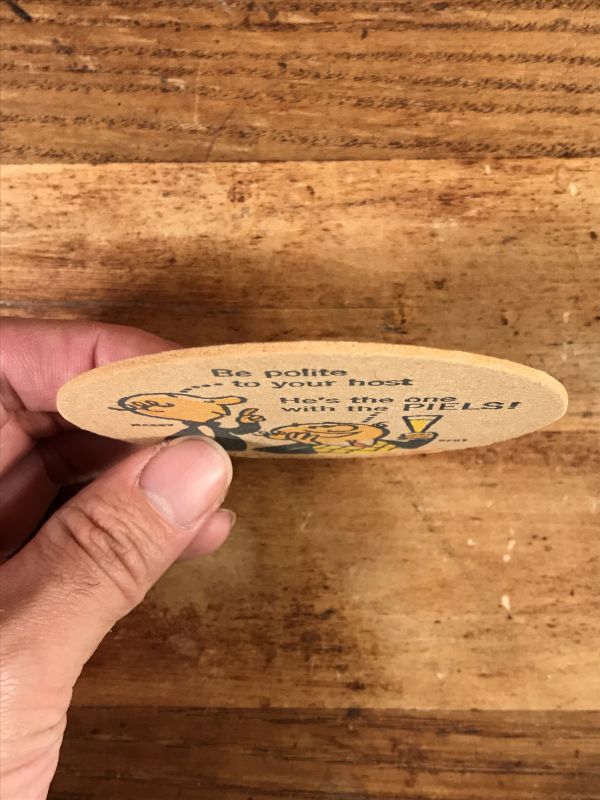 Be polite
to your host
He's the one
with the PIELS!